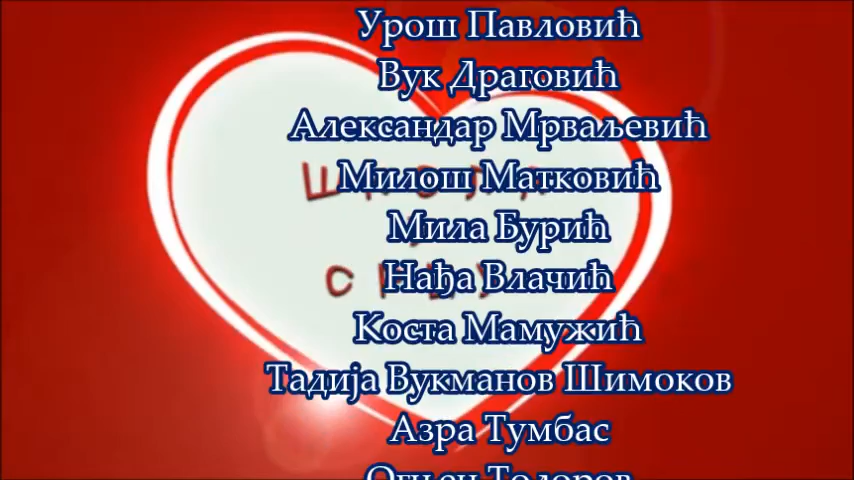 Урош Павловић
Вук Драговић
Александар Мрваљевић
Милош Матковић
Мила Бурић
Нађа Влачић
Коста Мамужић
Тадија Вукманов Шимоков
Азра Тумбас